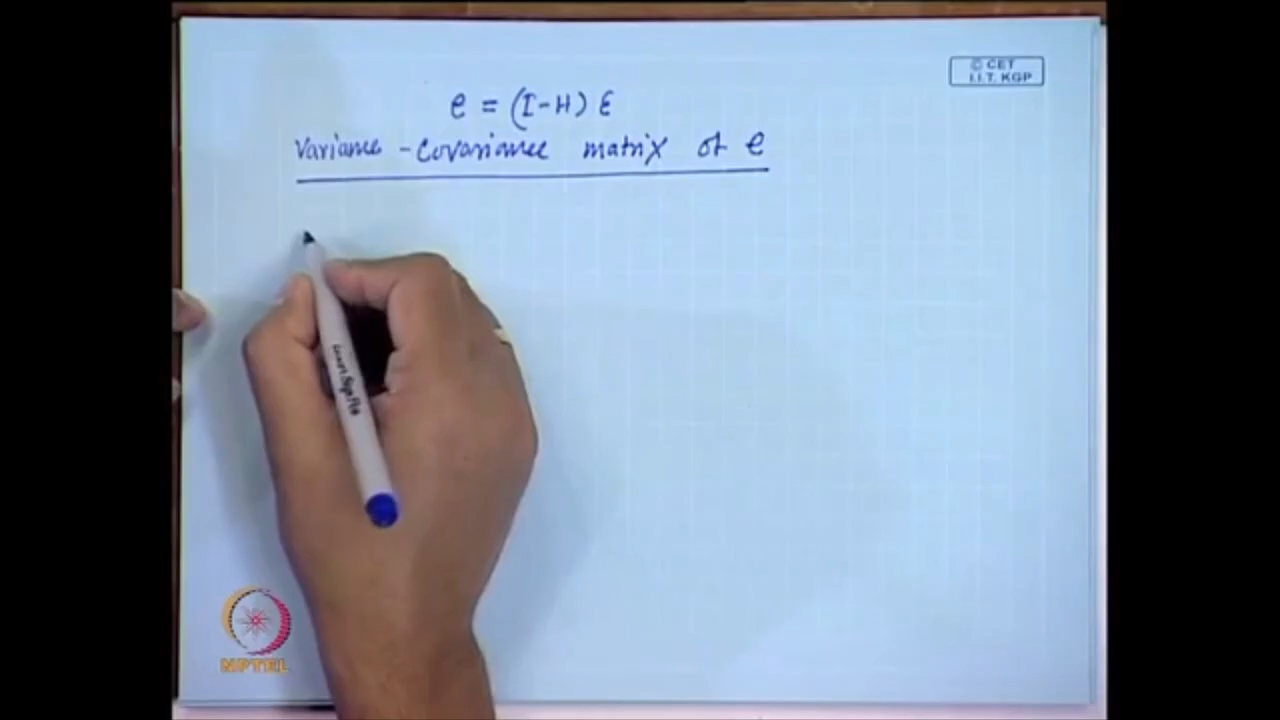 © CET
I.I.T. KGP
e = (I-H) ε
Variance - Covariance matrix of e
NPTEL